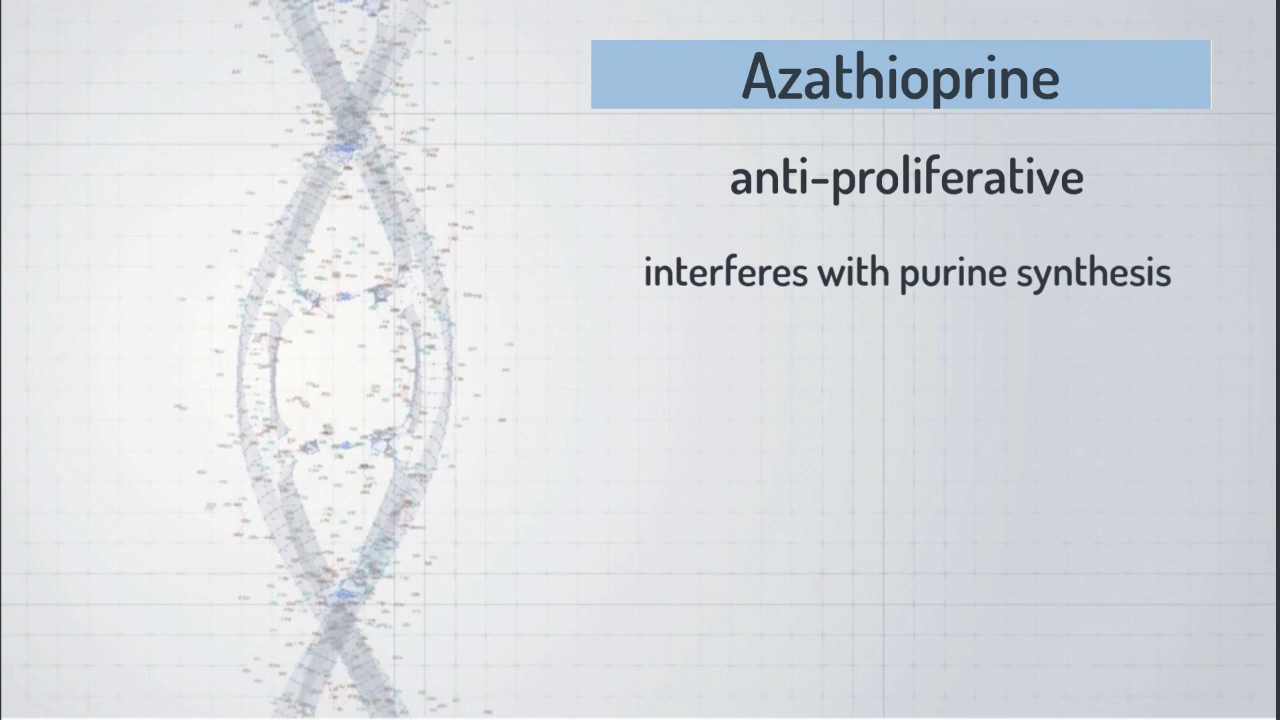 Azathioprine
anti-proliferative
interferes with purine synthesis